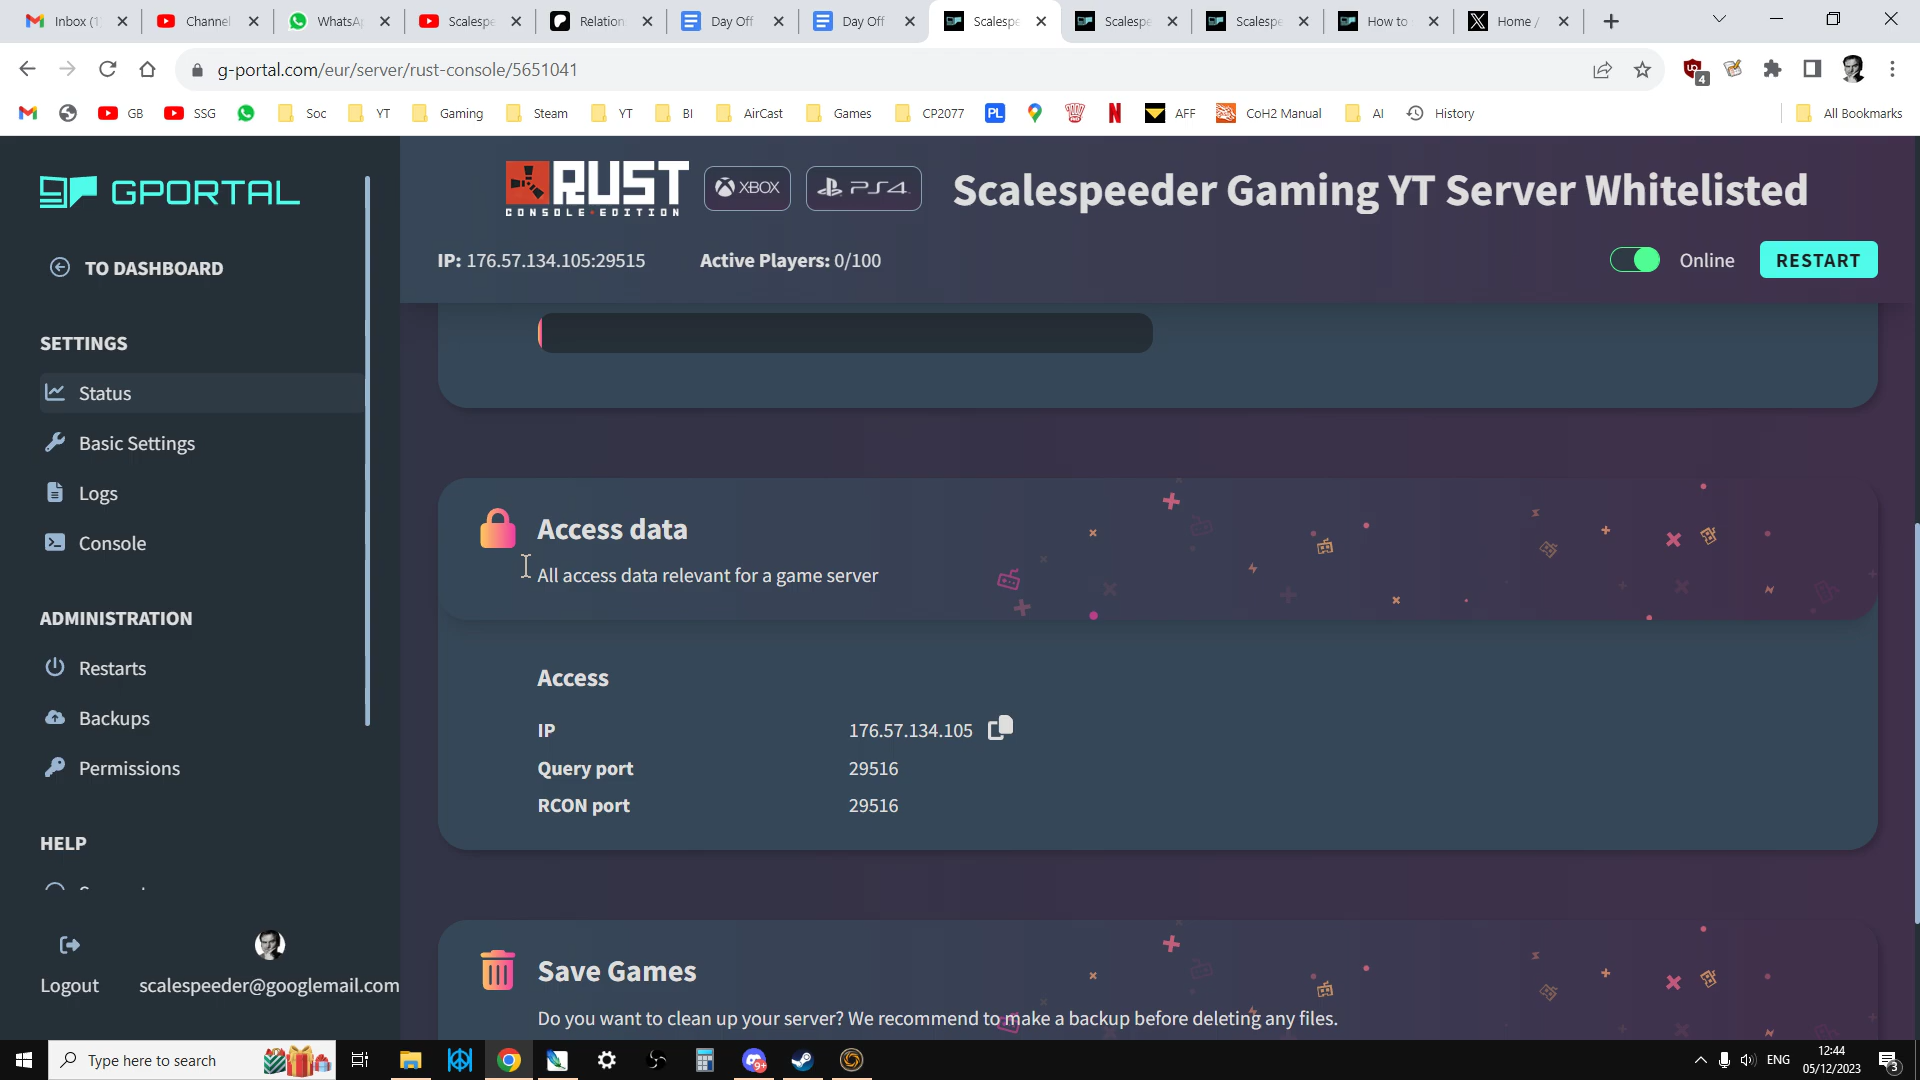 Inbox (1
Channel
WhatsA
Scalespe
Relation
Day Off
Day Off
Scalespe
Scalespe
Scalespe
How to
Home /
g-portal.com/eur/server/rust-console/5651041
4
GB
SSG
Soc
YT
Gaming
Steam
YT
BI
AirCast
Games
CP2077
PL
AFF
CoH2 Manual
AI
History
All Bookmarks
GPORTAL
TO DASHBOARD
SETTINGS
Status
Basic Settings
Logs
Console
ADMINISTRATION
Restarts
Backups
Permissions
HELP
Logout
scalespeeder@googlemail.com
RUST
CONSOLE EDITION
XBOX
PS4
Scalespeeder Gaming YT Server Whitelisted
IP: 176.57.134.105:29515
Active Players: 0/100
Online
RESTART
Access data
All access data relevant for a game server
Access
IP 176.57.134.105
Query port 29516
RCON port 29516
Save Games
Do you want to clean up your server? We recommend to make a backup before deleting any files.
Type here to search
9+
ENG
12:44
05/12/2023
3